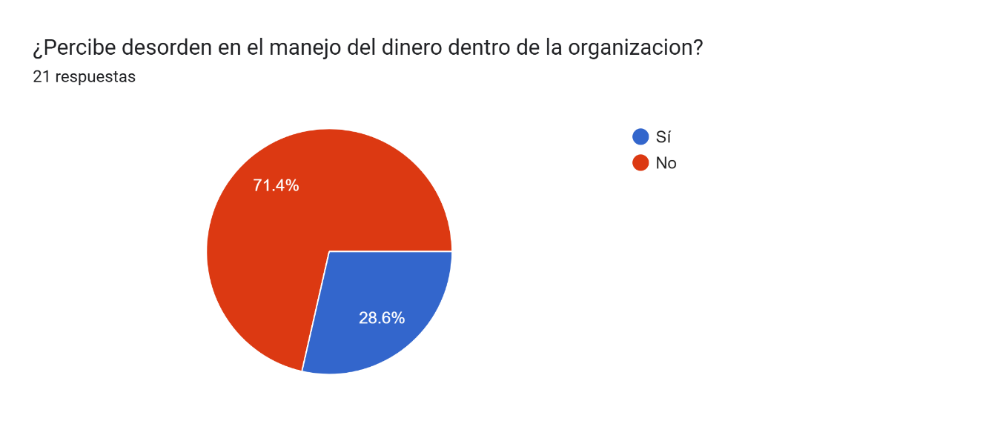 ¿Percibe desorden en el manejo del dinero dentro de la organizacion?
21 respuestas
Sí
No
71.4%
28.6%